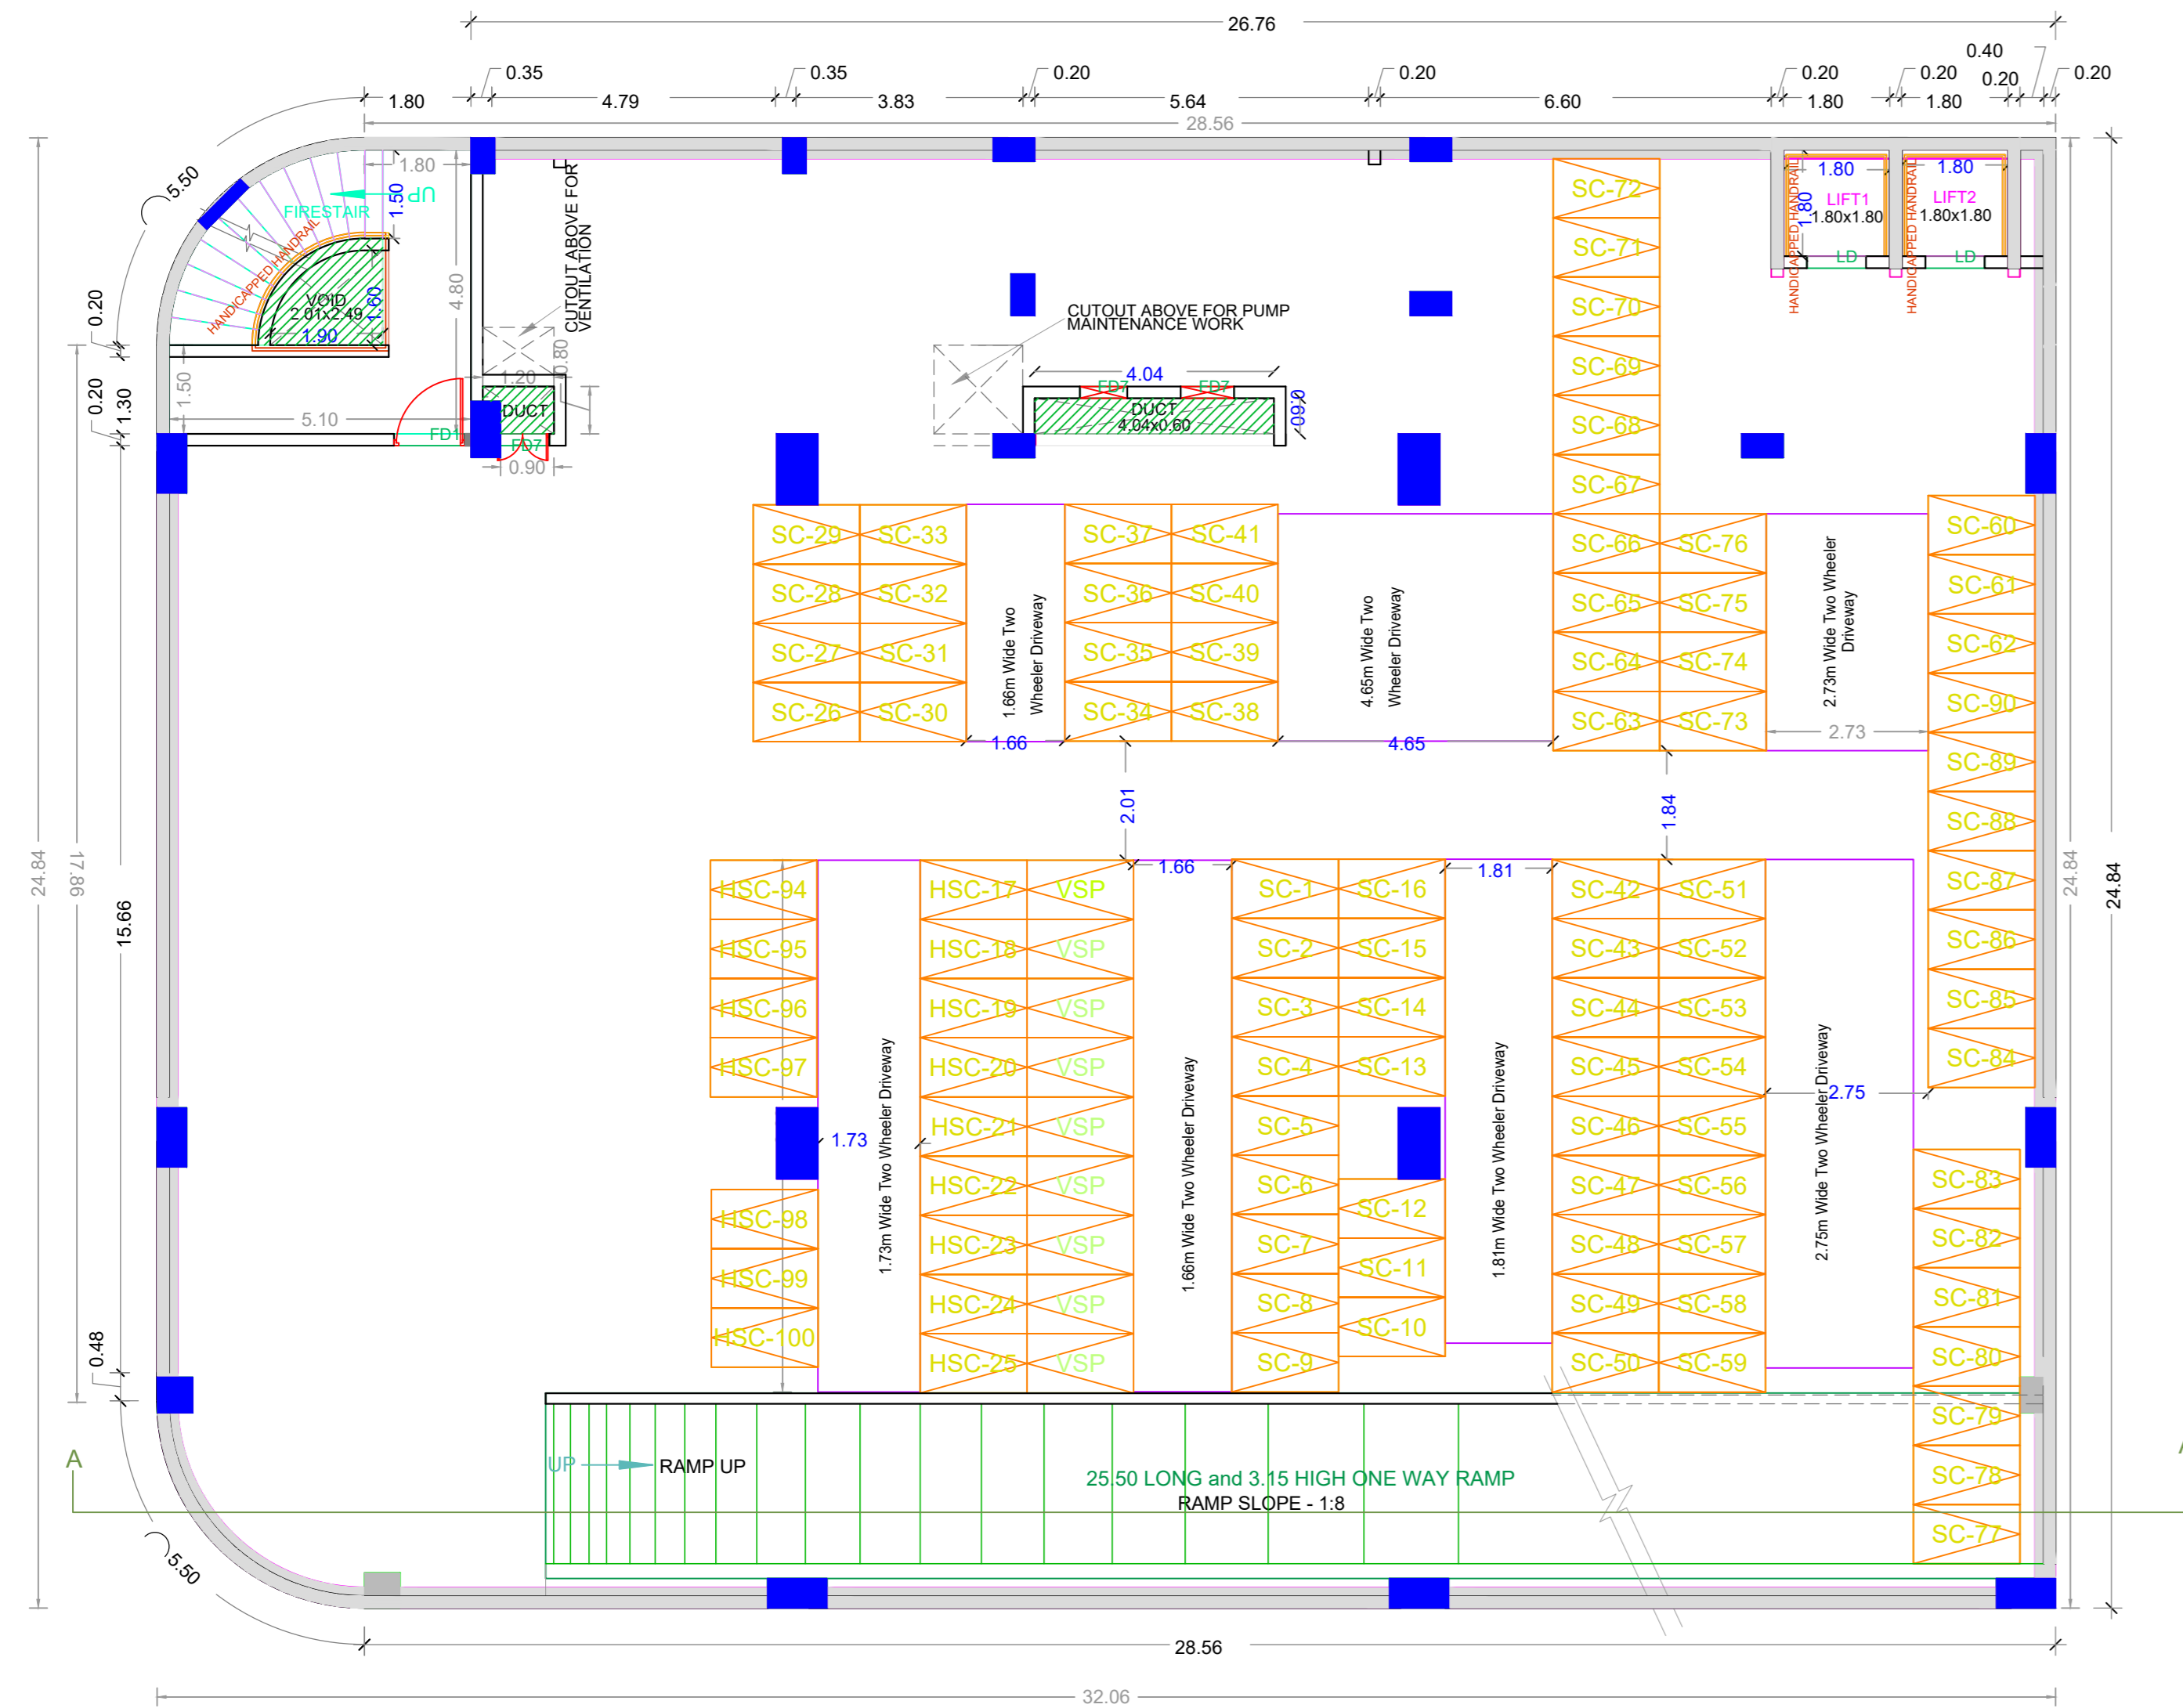 26.76
0.40
0.35
0.35
0.20
0.20
0.20
0.20
0.20
0.20
1.80
4.79
3.83
5.64
6.60
1.80
1.80
28.56
1.80
5.50
1.50
UP
FIRESTAIR
HANDICAPPED HANDRAIL
VOID
2.01x2.49
1.60
1.90
4.80
CUTOUT ABOVE FOR
VENTILATION
CUTOUT ABOVE FOR PUMP
MAINTENANCE WORK
1.80
1.80
1.80
LIFT1
1.80x1.80
LIFT2
1.80x1.80
LD
LD
HANDICAPPED HANDRAIL
HANDICAPPED HANDRAIL
0.20
0.20
1.30
1.50
5.10
FD1
1.20
0.80
DUCT
FD7
0.90
4.04
FD7
FD7
DUCT
4.04x0.60
0.60
SC-72
SC-71
SC-70
SC-69
SC-68
SC-67
SC-66
SC-76
SC-65
SC-75
SC-64
SC-74
SC-63
SC-73
SC-29
SC-33
SC-37
SC-41
SC-28
SC-32
SC-36
SC-40
SC-27
SC-31
SC-35
SC-39
SC-26
SC-30
SC-34
SC-38
1.66m Wide Two
Wheeler Driveway
4.65m Wide Two
Wheeler Driveway
2.73m Wide Two Wheeler
Driveway
1.66
4.65
2.73
SC-60
SC-61
SC-62
SC-90
SC-89
SC-88
SC-87
SC-86
SC-85
SC-84
2.01
1.84
24.84
17.86
15.66
24.84
24.84
HSC-94
HSC-95
HSC-96
HSC-97
HSC-98
HSC-99
HSC-100
1.73
1.73m Wide Two Wheeler Driveway
HSC-17
VSP
HSC-18
VSP
HSC-19
VSP
HSC-20
VSP
HSC-21
VSP
HSC-22
VSP
HSC-23
VSP
HSC-24
VSP
HSC-25
VSP
1.66
1.66m Wide Two Wheeler Driveway
SC-1
SC-16
SC-2
SC-15
SC-3
SC-14
SC-4
SC-13
SC-5
SC-6
SC-12
SC-7
SC-11
SC-8
SC-10
SC-9
1.81
1.81m Wide Two Wheeler Driveway
SC-42
SC-51
SC-43
SC-52
SC-44
SC-53
SC-45
SC-54
SC-46
SC-55
SC-47
SC-56
SC-48
SC-57
SC-49
SC-58
SC-50
SC-59
2.75
2.75m Wide Two Wheeler Driveway
SC-83
SC-82
SC-81
SC-80
SC-79
SC-78
SC-77
0.48
A
UP
RAMP UP
25.50 LONG and 3.15 HIGH ONE WAY RAMP
RAMP SLOPE - 1:8
5.50
28.56
32.06